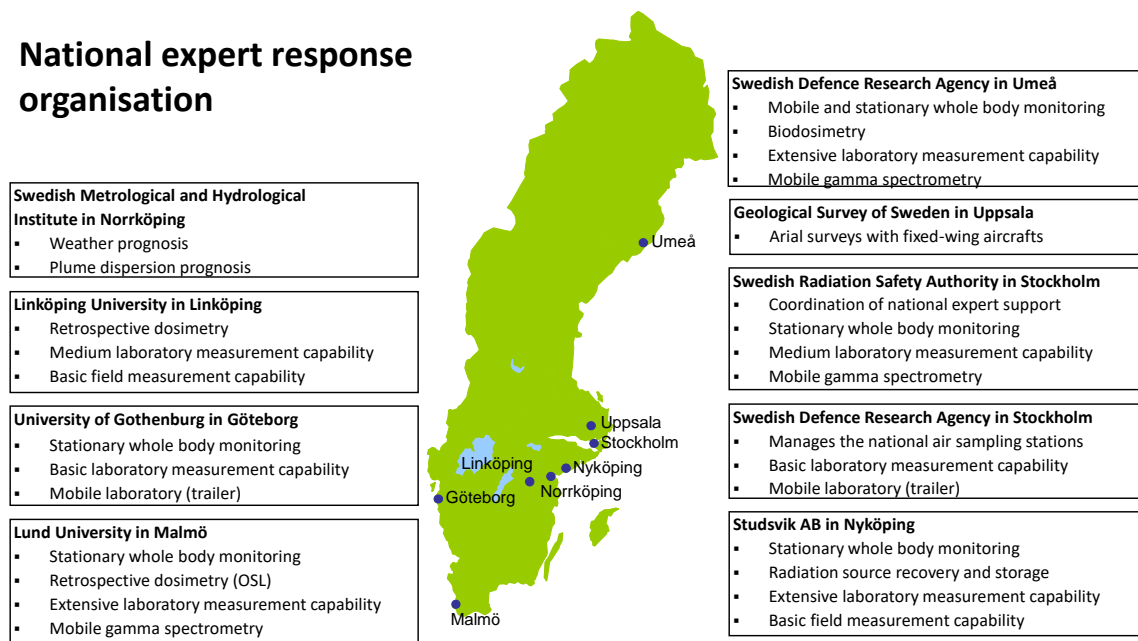 National expert response
organisation
Swedish Metrological and Hydrological
Institute in Norrköping
▪ Weather prognosis
▪ Plume dispersion prognosis
Linköping University in Linköping
▪ Retrospective dosimetry
▪ Medium laboratory measurement capability
▪ Basic field measurement capability
University of Gothenburg in Göteborg
▪ Stationary whole body monitoring
▪ Basic laboratory measurement capability
▪ Mobile laboratory (trailer)
Lund University in Malmö
▪ Stationary whole body monitoring
▪ Retrospective dosimetry (OSL)
▪ Extensive laboratory measurement capability
▪ Mobile gamma spectrometry
Umeå
Uppsala
Stockholm
Linköping
Nyköping
Norrköping
Göteborg
Malmö
Swedish Defence Research Agency in Umeå
▪ Mobile and stationary whole body monitoring
▪ Biodosimetry
▪ Extensive laboratory measurement capability
▪ Mobile gamma spectrometry
Geological Survey of Sweden in Uppsala
▪ Arial surveys with fixed-wing aircrafts
Swedish Radiation Safety Authority in Stockholm
▪ Coordination of national expert support
▪ Stationary whole body monitoring
▪ Medium laboratory measurement capability
▪ Mobile gamma spectrometry
Swedish Defence Research Agency in Stockholm
▪ Manages the national air sampling stations
▪ Basic laboratory measurement capability
▪ Mobile laboratory (trailer)
Studsvik AB in Nyköping
▪ Stationary whole body monitoring
▪ Radiation source recovery and storage
▪ Extensive laboratory measurement capability
▪ Basic field measurement capability